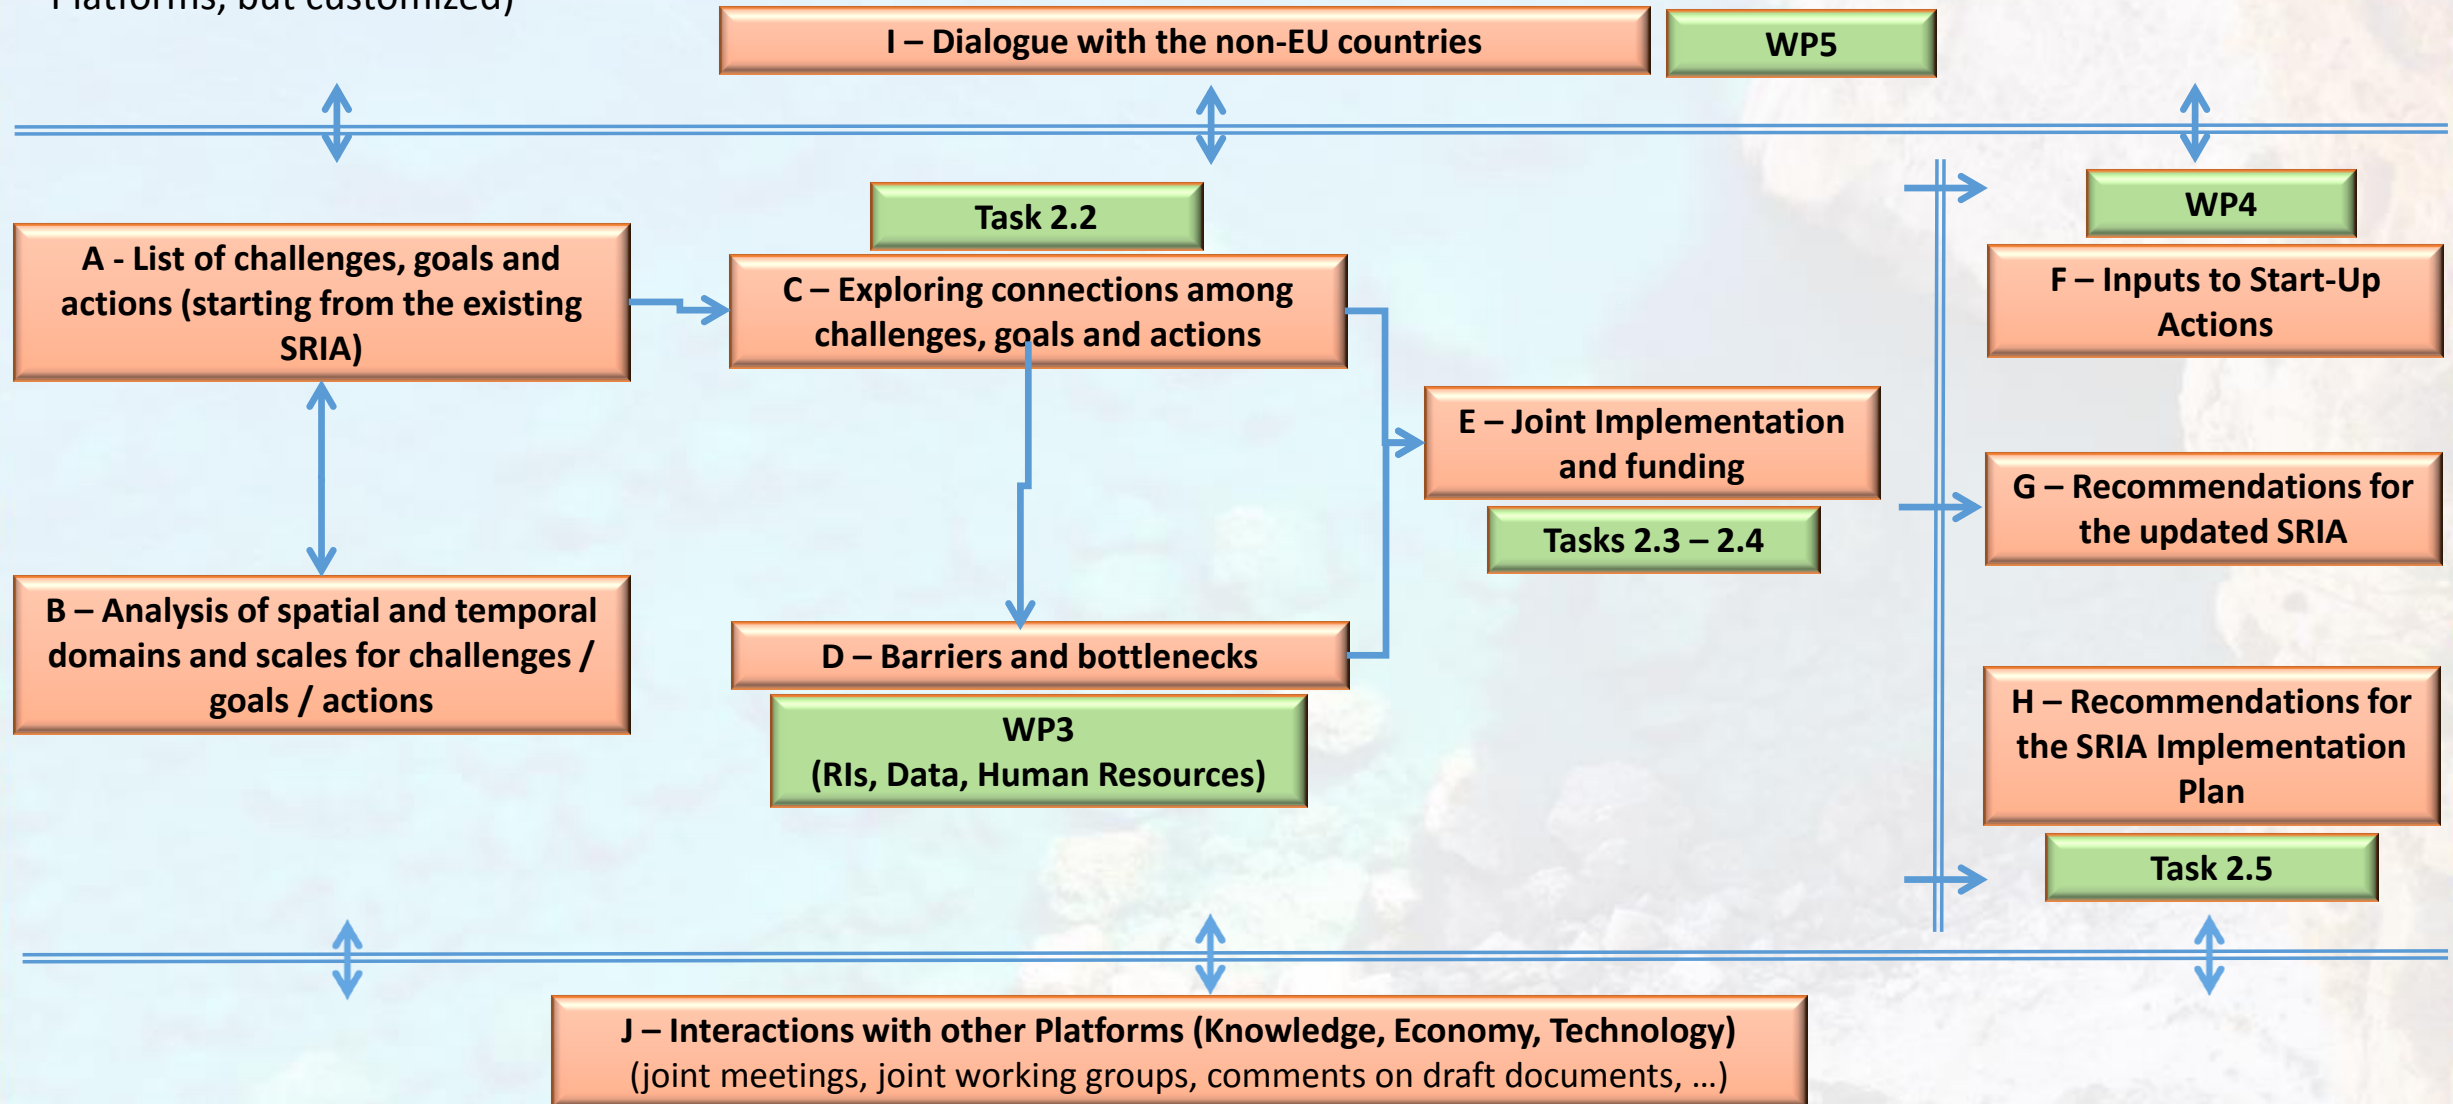 Platforms, but customized)
I – Dialogue with the non-EU countries
WP5
Task 2.2
WP4
A - List of challenges, goals and
actions (starting from the existing
SRIA)
C – Exploring connections among
challenges, goals and actions
F – Inputs to Start-Up
Actions
E – Joint Implementation
and funding
Tasks 2.3 – 2.4
G – Recommendations for
the updated SRIA
B – Analysis of spatial and temporal
domains and scales for challenges /
goals / actions
D – Barriers and bottlenecks
WP3
(RIs, Data, Human Resources)
H – Recommendations for
the SRIA Implementation
Plan
Task 2.5
J – Interactions with other Platforms (Knowledge, Economy, Technology)
(joint meetings, joint working groups, comments on draft documents, …)